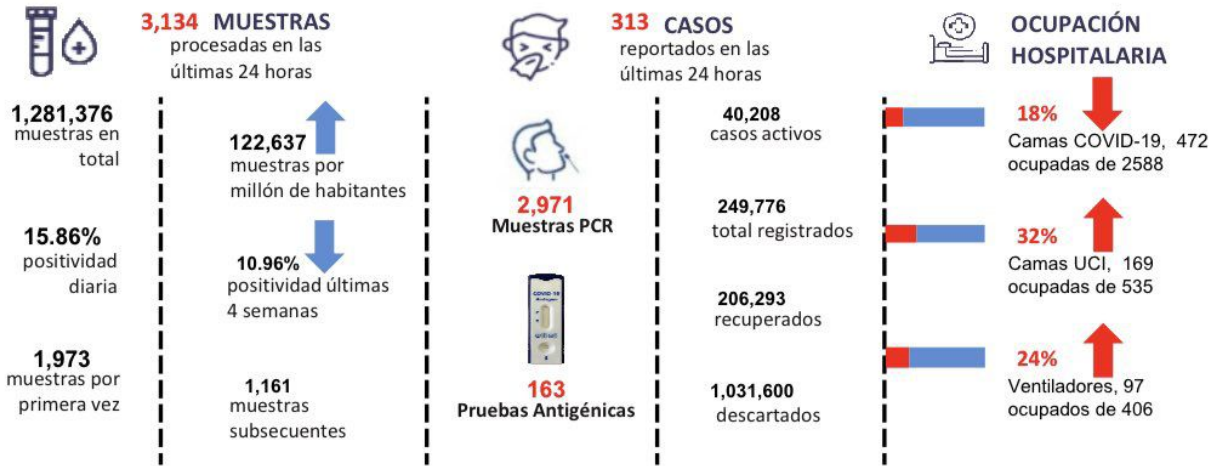 3,134 MUESTRAS
procesadas en las
últimas 24 horas
1,281,376
muestras en
total
15.86%
positividad
diaria
1,973
muestras por
primera vez
122,637
muestras por
millón de habitantes
10.96%
positividad últimas
4 semanas
1,161
muestras
subsecuentes
313 CASOS
reportados en las
últimas 24 horas
2,971
Muestras PCR
COVID-19
Antigen
163
Pruebas Antigénicas
40,208
casos activos
249,776
total registrados
206,293
recuperados
1,031,600
descartados
OCUPACIÓN
HOSPITALARIA
18%
Camas COVID-19, 472
ocupadas de 2588
32%
Camas UCI, 169
ocupadas de 535
24%
Ventiladores, 97
ocupados de 406